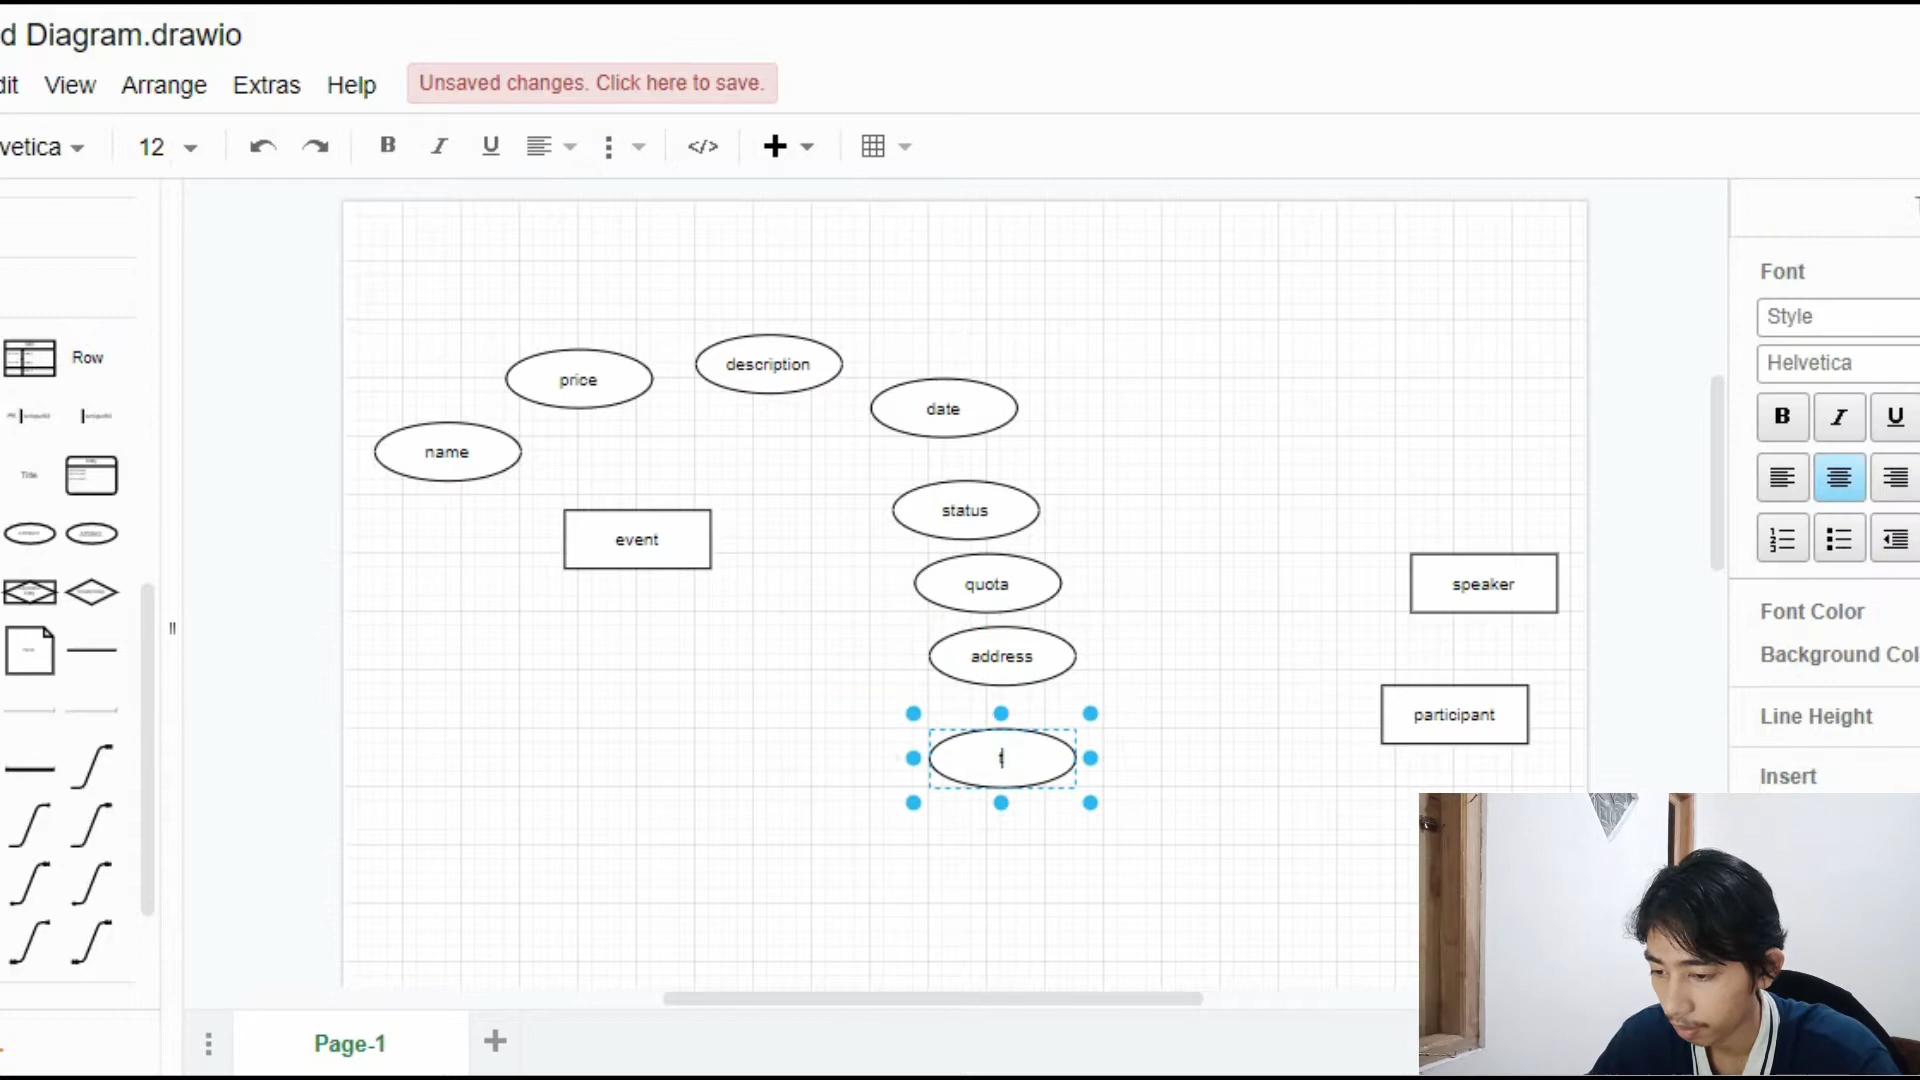 d Diagram.drawio
dit View Arrange Extras Help Unsaved changes. Click here to save.
vetica 12 B I U </>
Row
Title
price
description
date
name
status
event
quota
speaker
address
participant
t
Font
Style
Helvetica
B I U
Font Color
Background Col
Line Height
Insert
Page-1